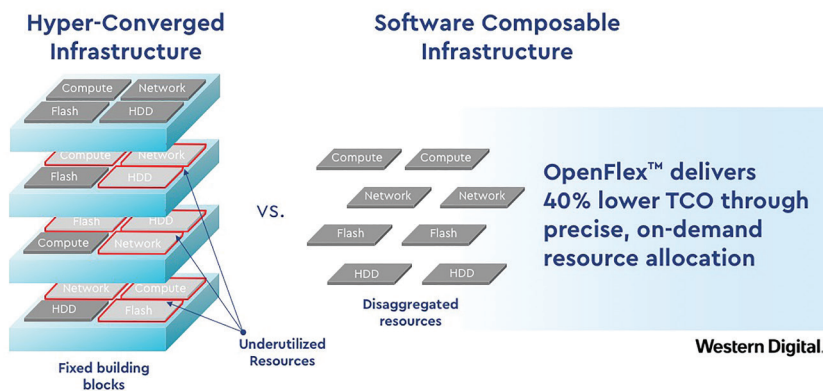 Hyper-Converged
Infrastructure
Compute
Network
Flash
HDD
Compute
Network
Flash
HDD
Flash
HDD
Compute
Network
Network
Compute
HDD
Flash
Fixed building
blocks
Underutilized
Resources
vs.
Software Composable
Infrastructure
Compute
Compute
Network
Network
Flash
Flash
HDD
HDD
Disaggregated
resources
OpenFlex™ delivers
40% lower TCO through
precise, on-demand
resource allocation
Western Digital.